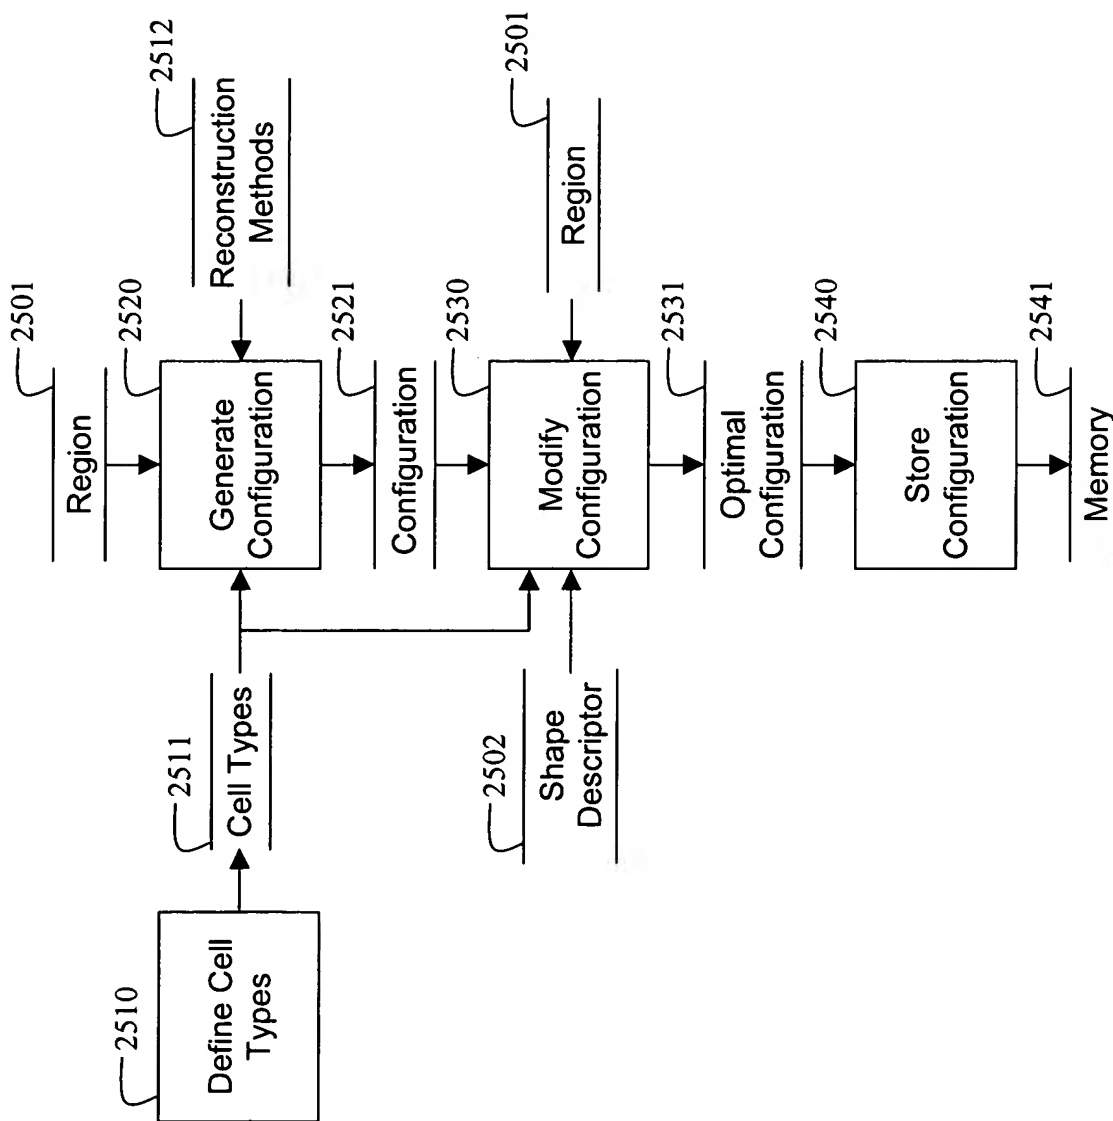 2510
Define Cell
Types
2511
Cell Types
2502
Shape
Descriptor
2501
Region
2520
Generate
Configuration
2512
Reconstruction
Methods
2521
Configuration
2530
Modify
Configuration
2501
Region
2531
Optimal
Configuration
2540
Store
Configuration
2541
Memory